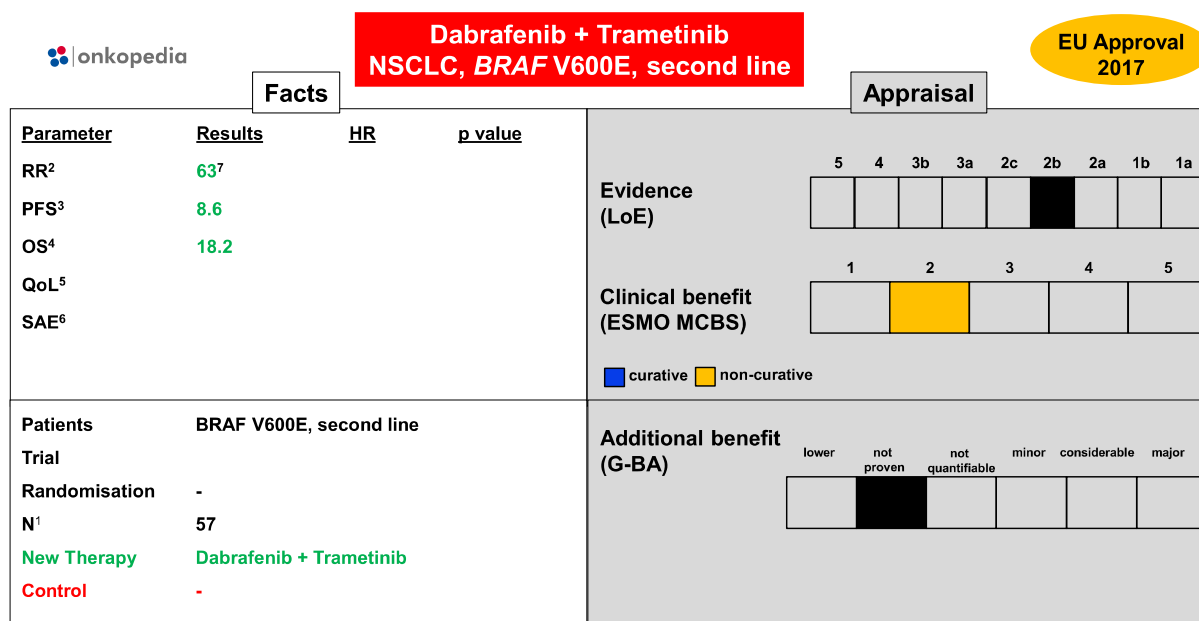 onkopedia
Dabrafenib + Trametinib
NSCLC, BRAF V600E, second line
EU Approval
2017
Facts
Parameter Results HR p value
RR² 63⁷
PFS³ 8.6
OS⁴ 18.2
QoL⁵
SAE⁶
Patients BRAF V600E, second line
Trial
Randomisation -
N¹ 57
New Therapy Dabrafenib + Trametinib
Control -
Appraisal
5 4 3b 3a 2c 2b 2a 1b 1a
Evidence
(LoE)
1 2 3 4 5
Clinical benefit
(ESMO MCBS)
curative non-curative
Additional benefit
(G-BA)
lower not proven not quantifiable minor considerable major